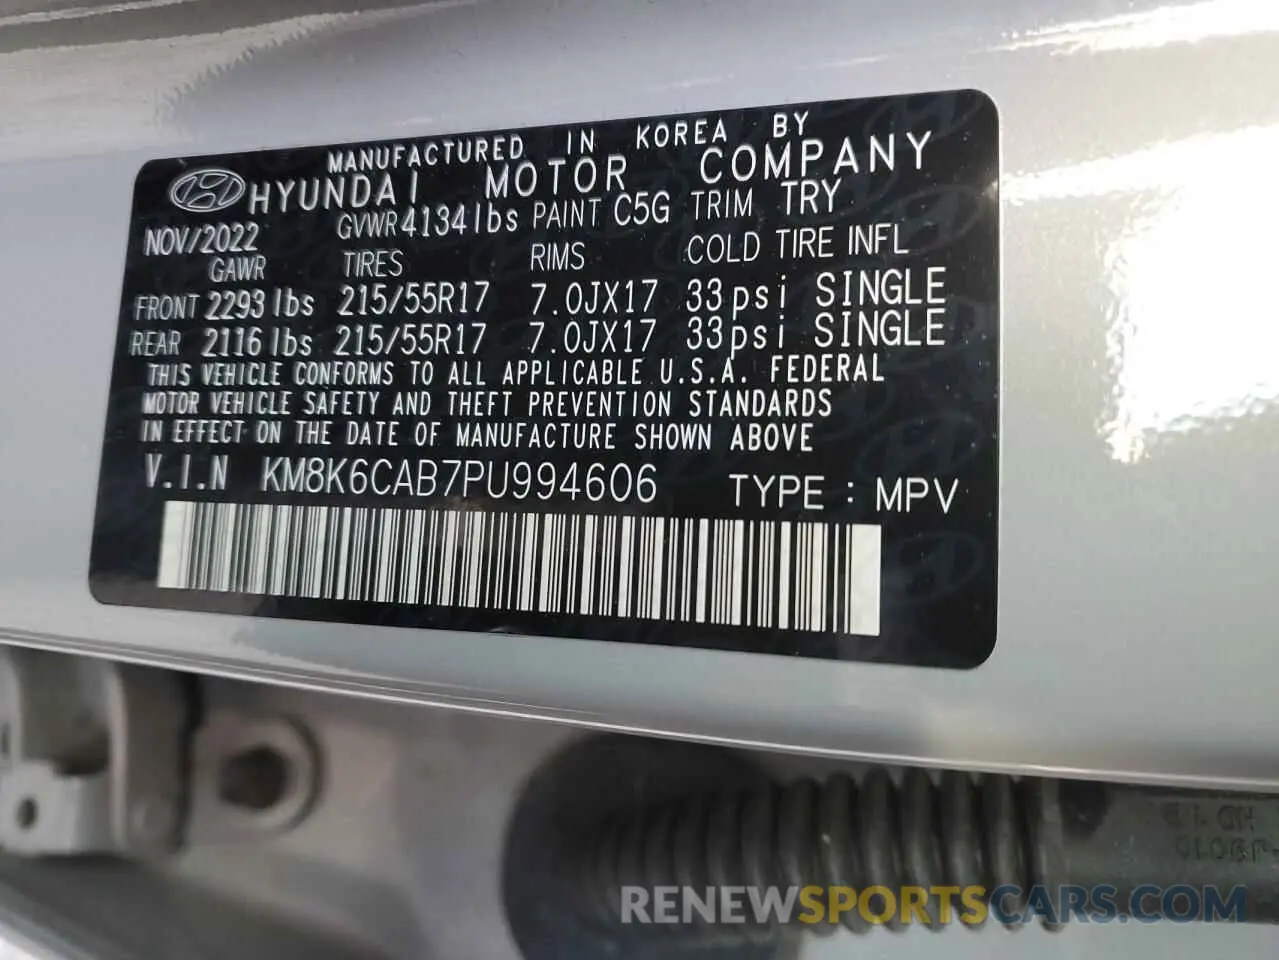 MANUFACTURED IN KOREA BY
HYUNDAI MOTOR COMPANY
NOV/2022 GVWR 4134 lbs PAINT C5G TRIM TRY
GAWR TIRES RIMS COLD TIRE INFL
FRONT 2293 lbs 215/55R17 7.0JX17 33psi SINGLE
REAR 2116 lbs 215/55R17 7.0JX17 33psi SINGLE
THIS VEHICLE CONFORMS TO ALL APPLICABLE U.S.A. FEDERAL
MOTOR VEHICLE SAFETY AND THEFT PREVENTION STANDARDS
IN EFFECT ON THE DATE OF MANUFACTURE SHOWN ABOVE
V.I.N KM8K6CAB7PU994606 TYPE : MPV
RENEWSPORTSCARS.COM